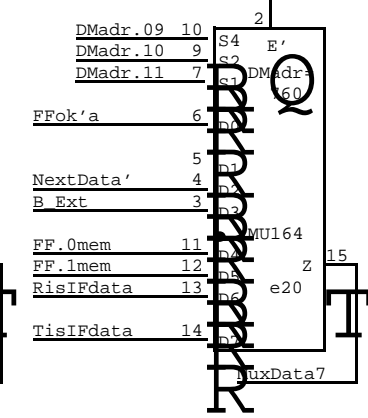 2
DMadr.09 10 S4 E'
DMadr.10 9 S2
DMadr.11 7 S1 DMadr=
760
FFok'a 6 D0
5 D1
NextData' 4 D2
B_Ext 3 D3
MU164
FF.0mem 11 D4
15
FF.1mem 12 D5 Z
RisIFdata 13 D6 e20
TisIFdata 14 D7
MuxData7